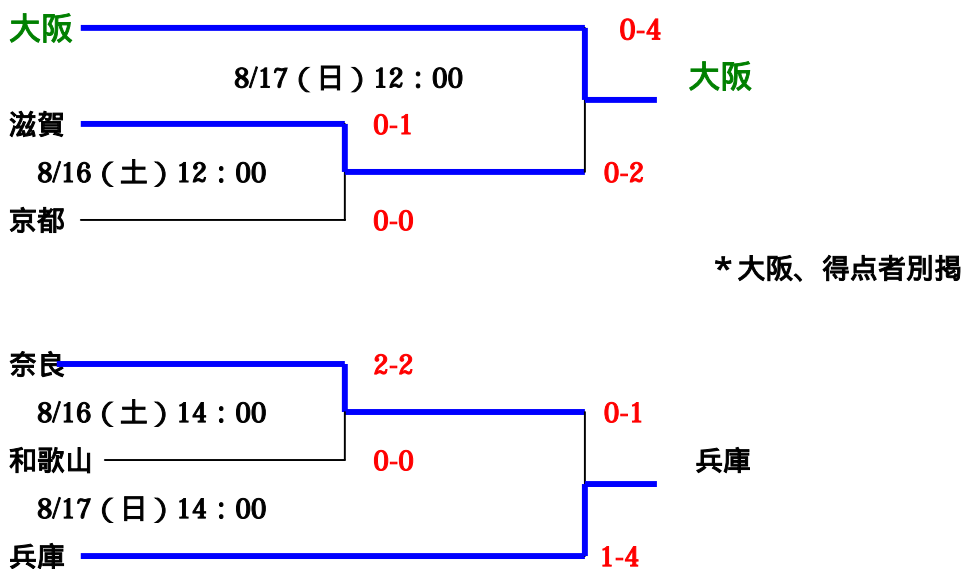 大阪 0-4
8/17（日）12：00 大阪
滋賀 0-1
8/16（土）12：00 0-2
京都 0-0
＊大阪、得点者別掲
奈良 2-2
8/16（土）14：00 0-1
和歌山 0-0 兵庫
8/17（日）14：00
兵庫 1-4